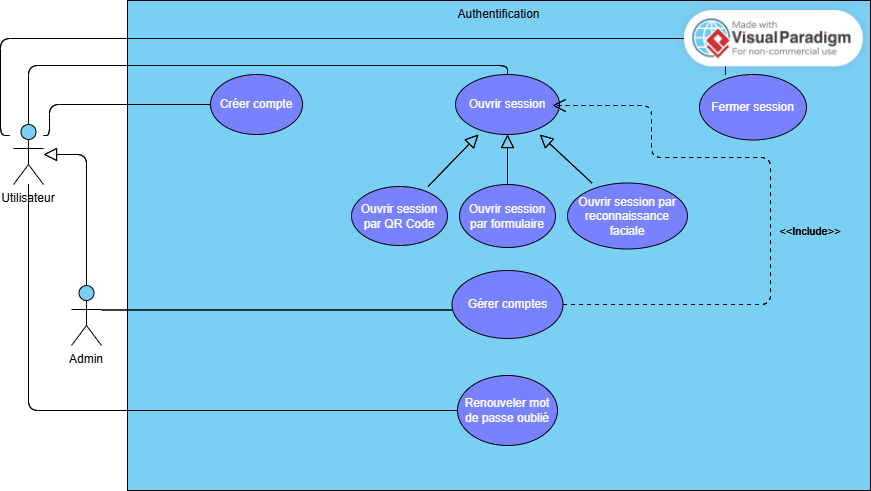 Authentification
Made with
Visual Paradigm
For non-commercial use
Créer compte
Ouvrir session
Fermer session
Utilisateur
Ouvrir session
par QR Code
Ouvrir session
par formulaire
Ouvrir session par
reconnaissance
faciale
<<Include>>
Gérer comptes
Admin
Renouveler mot
de passe oublié